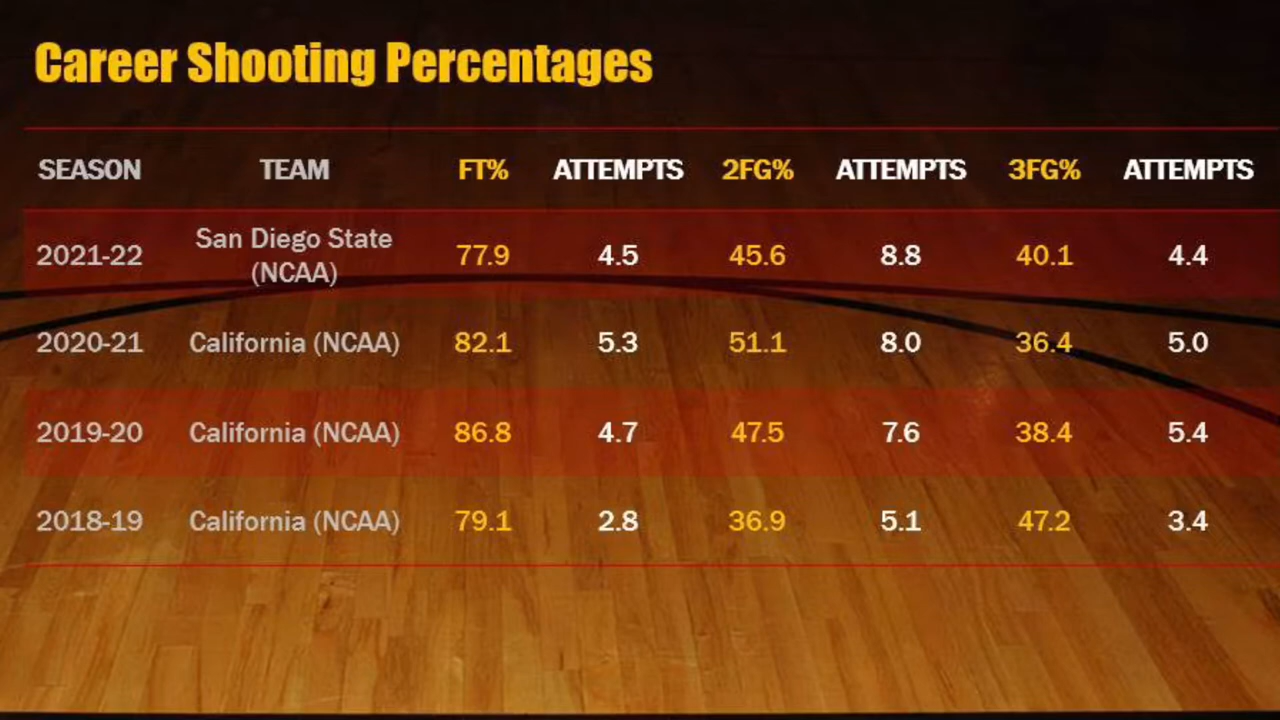 Career Shooting Percentages
SEASON TEAM FT% ATTEMPTS 2FG% ATTEMPTS 3FG% ATTEMPTS
2021-22 San Diego State (NCAA) 77.9 4.5 45.6 8.8 40.1 4.4
2020-21 California (NCAA) 82.1 5.3 51.1 8.0 36.4 5.0
2019-20 California (NCAA) 86.8 4.7 47.5 7.6 38.4 5.4
2018-19 California (NCAA) 79.1 2.8 36.9 5.1 47.2 3.4